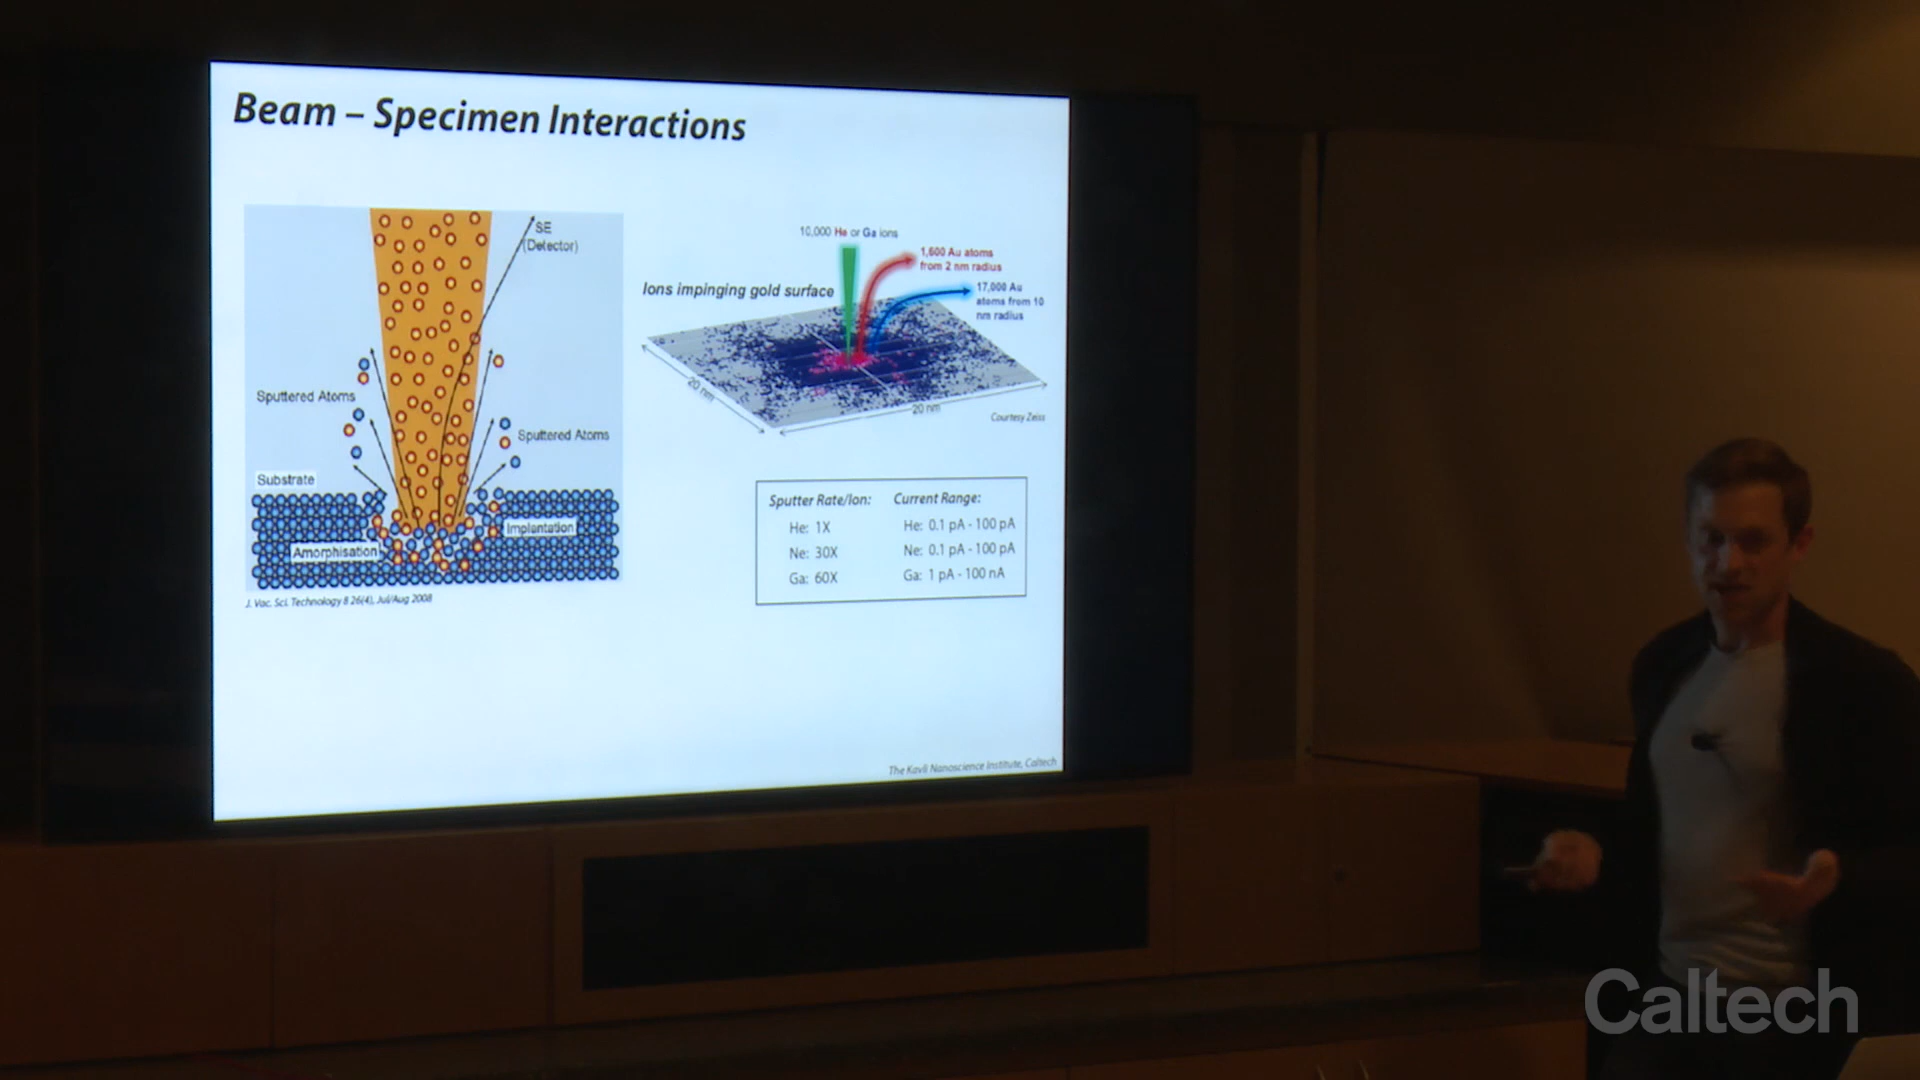 Beam – Specimen Interactions
SE
(Detector)
Sputtered Atoms
Sputtered Atoms
Substrate
Implantation
Amorphisation
J. Vac. Sci. Technology B 26(4), Jul/Aug 2008
10,000 He or Ga ions
1,600 Au atoms
from 2 nm radius
Ions impinging gold surface
17,000 Au
atoms from 10
nm radius
20 nm
20 nm
Courtesy Zeiss
Sputter Rate/Ion: Current Range:
He: 1X He: 0.1 pA - 100 pA
Ne: 30X Ne: 0.1 pA - 100 pA
Ga: 60X Ga: 1 pA - 100 nA
The Kavli Nanoscience Institute, Caltech
Caltech